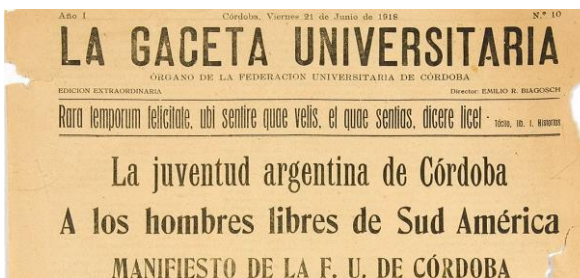 Año I Córdoba, Viernes 21 de Junio de 1918 N.º 10
LA GACETA UNIVERSITARIA
ÓRGANO DE LA FEDERACIÓN UNIVERSITARIA DE CÓRDOBA
EDICION EXTRAORDINARIA Director: EMILIO R. BIAGOSCH
Rara temporum felicitate, ubi sentire quae velis, et quae sentias, dicere licet - Tácito, lib. I. Historias
La juventud argentina de Córdoba
A los hombres libres de Sud América
MANIFIESTO DE LA F. U. DE CÓRDOBA